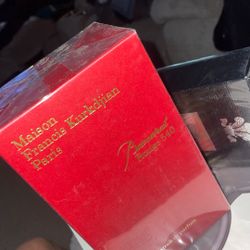 Maison
Francis Kurkdjian
Paris
Baccarat
Rouge 540